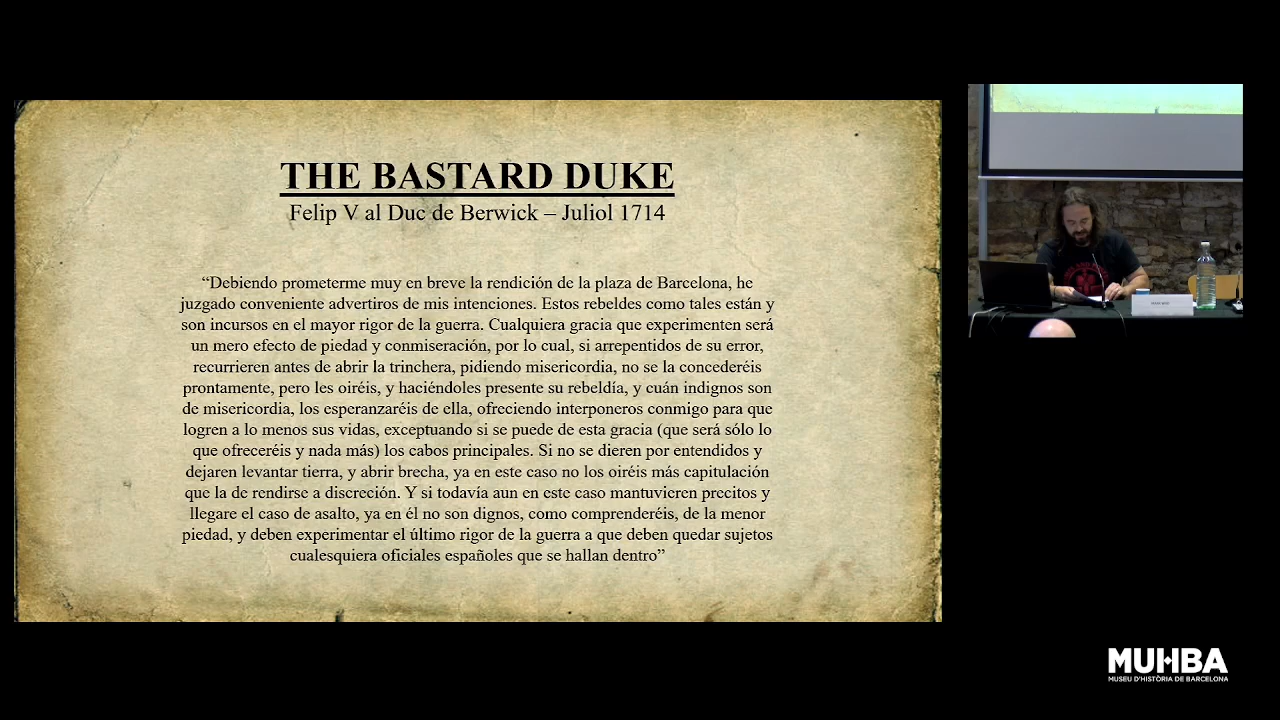 THE BASTARD DUKE
Felip V al Duc de Berwick – Juliol 1714
“Debiendo prometerme muy en breve la rendición de la plaza de Barcelona, he
juzgado conveniente advertiros de mis intenciones. Estos rebeldes como tales están y
son incursos en el mayor rigor de la guerra. Cualquiera gracia que experimenten será
un mero efecto de piedad y conmiseración, por lo cual, si arrepentidos de su error,
recurrieren antes de abrir la trinchera, pidiendo misericordia, no se la concederéis
prontamente, pero les oiréis, y haciéndoles presente su rebeldía, y cuán indignos son
de misericordia, los esperanzaréis de ella, ofreciendo interponeros conmigo para que
logren a lo menos sus vidas, exceptuando si se puede de esta gracia (que será sólo lo
que ofreceréis y nada más) los cabos principales. Si no se dieren por entendidos y
dejaren levantar tierra, y abrir brecha, ya en este caso no los oiréis más capitulación
que la de rendirse a discreción. Y si todavía aun en este caso mantuvieren precitos y
llegare el caso de asalto, ya en él no son dignos, como comprenderéis, de la menor
piedad, y deben experimentar el último rigor de la guerra a que deben quedar sujetos
cualesquiera oficiales españoles que se hallan dentro”
MUHBA
MUSEU D'HISTÒRIA DE BARCELONA